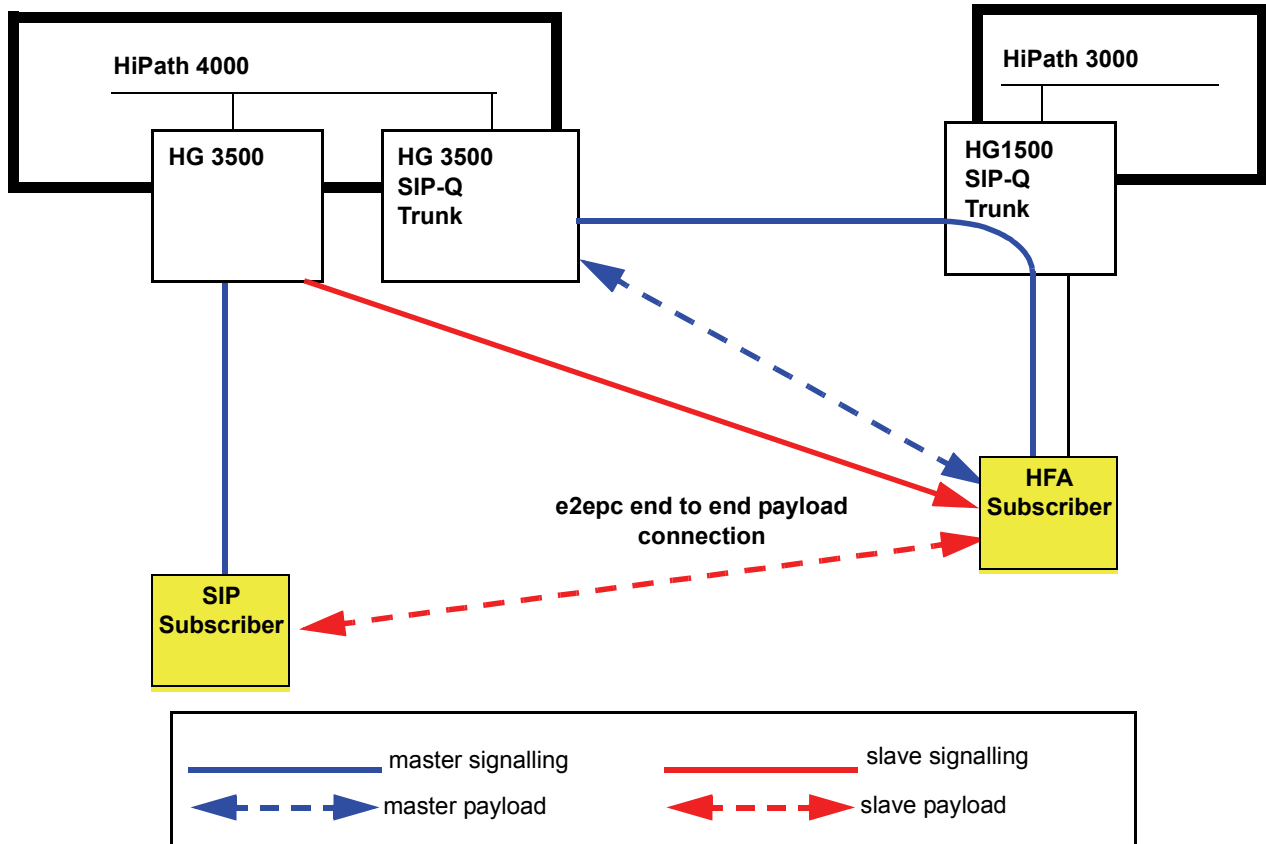 HiPath 4000
HiPath 3000
HG 3500
HG 3500
SIP-Q
Trunk
HG1500
SIP-Q
Trunk
HFA
Subscriber
e2epc end to end payload
connection
SIP
Subscriber
master signalling
slave signalling
master payload
slave payload